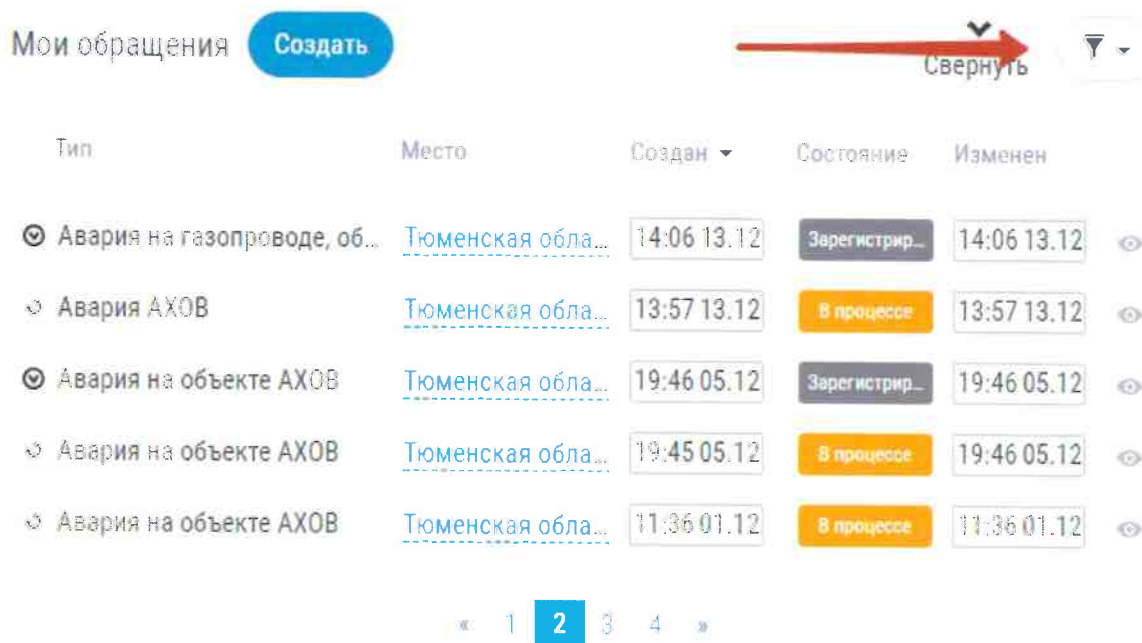 Мои обращения Создать Свернуть
Тип Место Создан Состояние Изменен
Авария на газопроводе, об... Тюменская обла... 14:06 13.12 Зарегистрир... 14:06 13.12
Авария АХОВ Тюменская обла... 13:57 13.12 В процессе 13:57 13.12
Авария на объекте АХОВ Тюменская обла... 19:46 05.12 Зарегистрир... 19:46 05.12
Авария на объекте АХОВ Тюменская обла... 19:45 05.12 В процессе 19:46 05.12
Авария на объекте АХОВ Тюменская обла... 11:36 01.12 В процессе 11:36 01.12
« 1 2 3 4 »